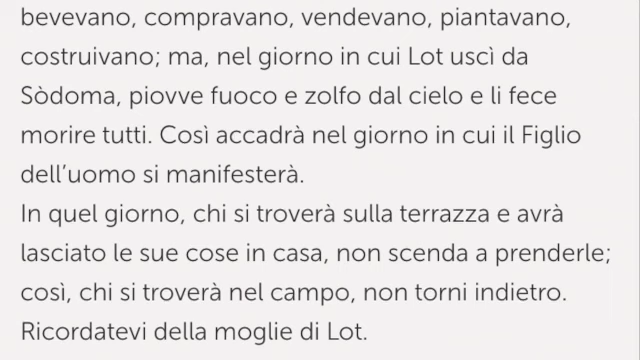 bevevano, compravano, vendevano, piantavano,
costruivano; ma, nel giorno in cui Lot uscì da
Sòdoma, piovve fuoco e zolfo dal cielo e li fece
morire tutti. Così accadrà nel giorno in cui il Figlio
dell’uomo si manifesterà.
In quel giorno, chi si troverà sulla terrazza e avrà
lasciato le sue cose in casa, non scenda a prenderle;
così, chi si troverà nel campo, non torni indietro.
Ricordatevi della moglie di Lot.